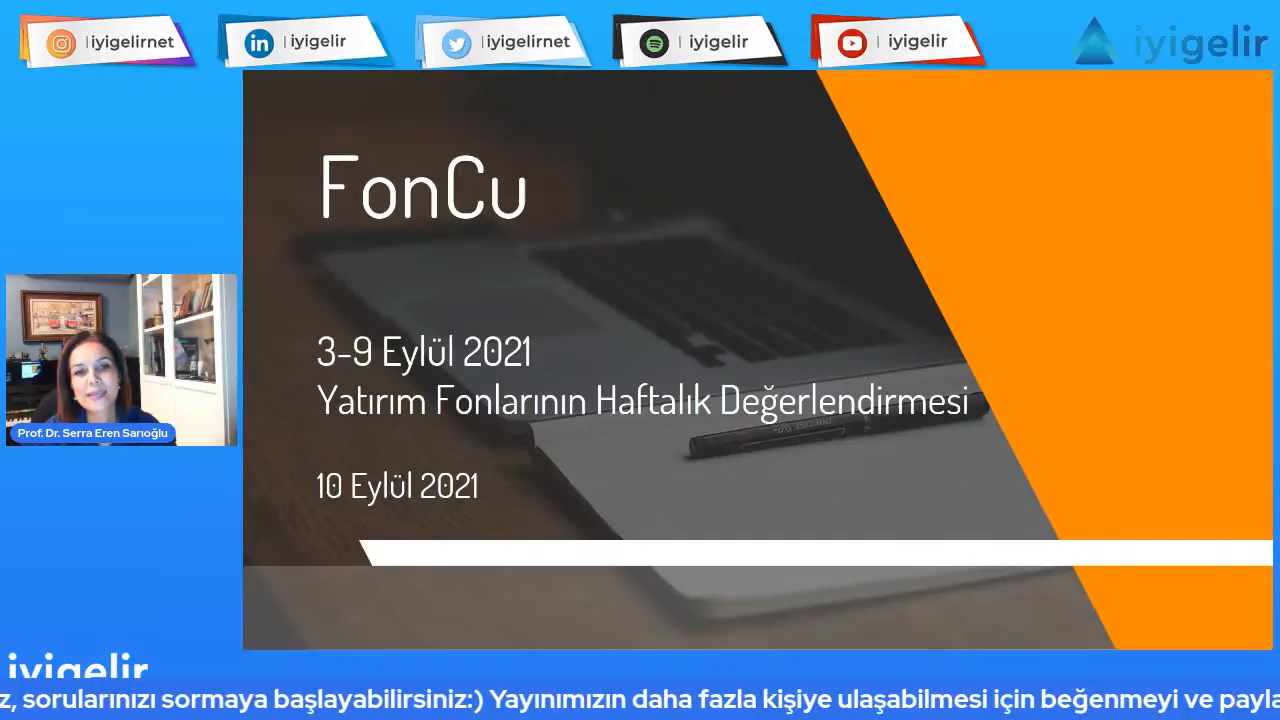 iyigelirnet
iyigelir
iyigelirnet
iyigelir
iyigelir
iyigelir
FonCu
3-9 Eylül 2021
Yatırım Fonlarının Haftalık Değerlendirmesi
10 Eylül 2021
Prof. Dr. Serra Eren Sarıoğlu
iyigelir
z, sorularınızı sormaya başlayabilirsiniz:) Yayınımızın daha fazla kişiye ulaşabilmesi için beğenmeyi ve payla